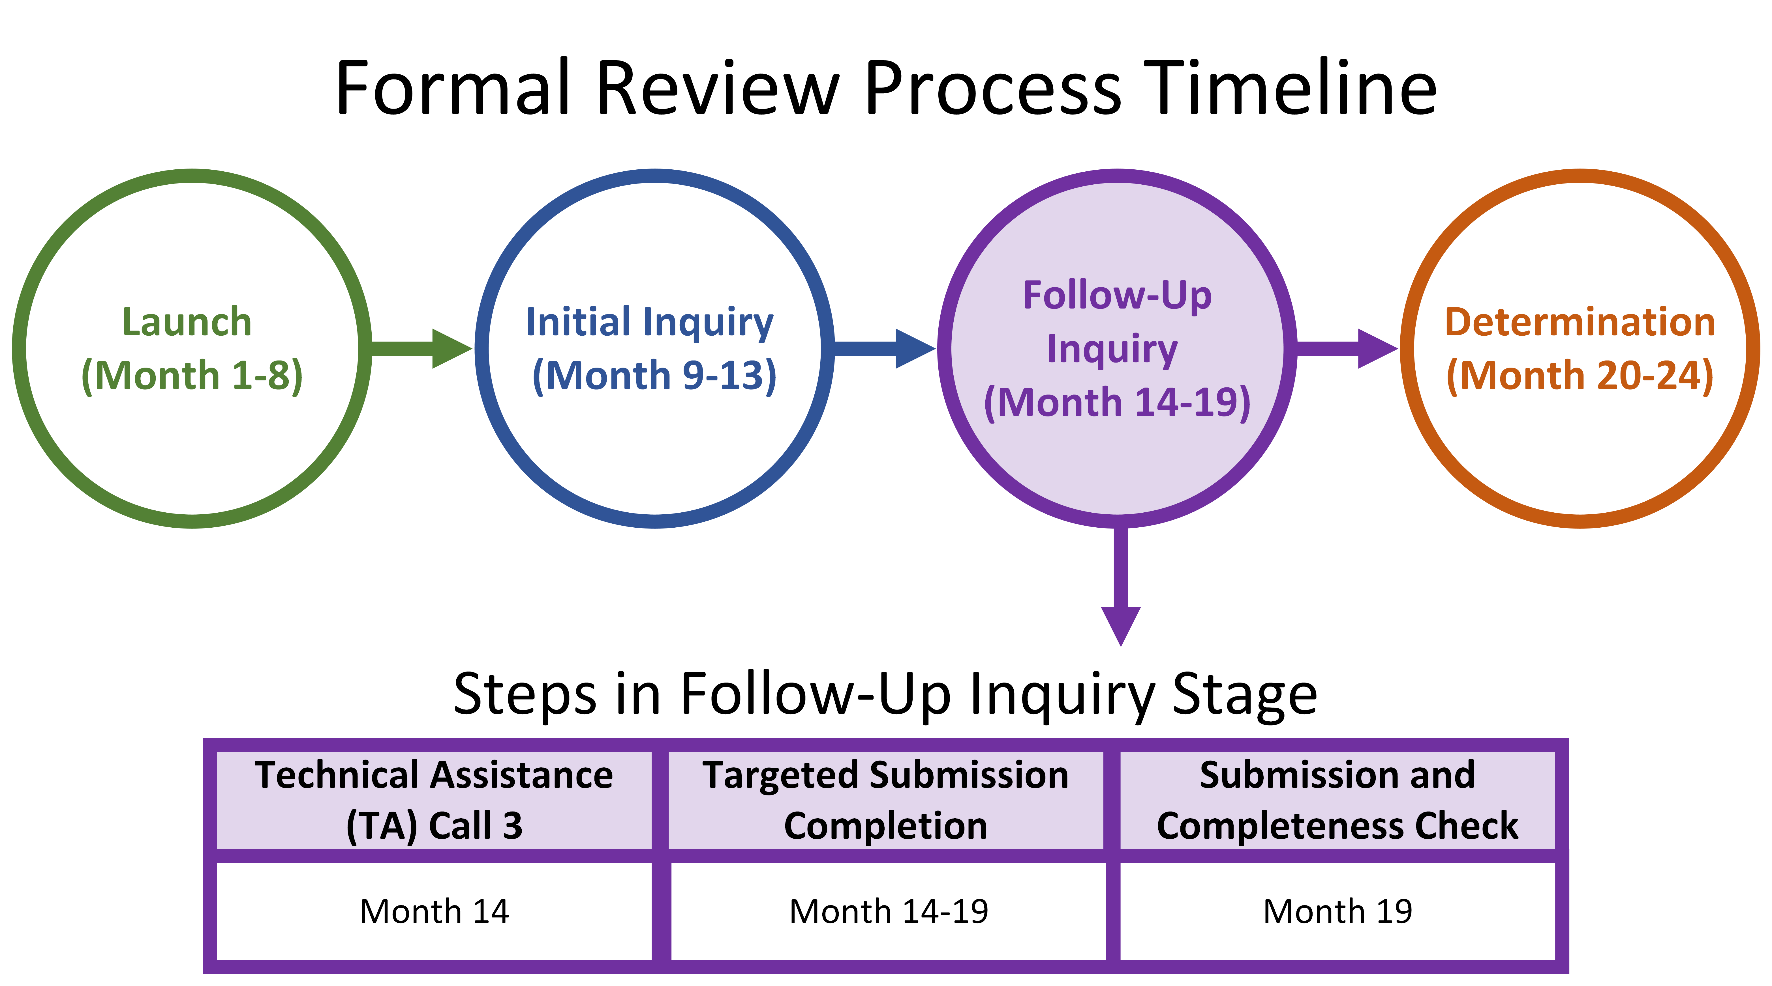 Formal Review Process Timeline
Launch
(Month 1-8)
Initial Inquiry
(Month 9-13)
Follow-Up
Inquiry
(Month 14-19)
Determination
(Month 20-24)
Steps in Follow-Up Inquiry Stage
Technical Assistance
(TA) Call 3
Targeted Submission
Completion
Submission and
Completeness Check
Month 14
Month 14-19
Month 19